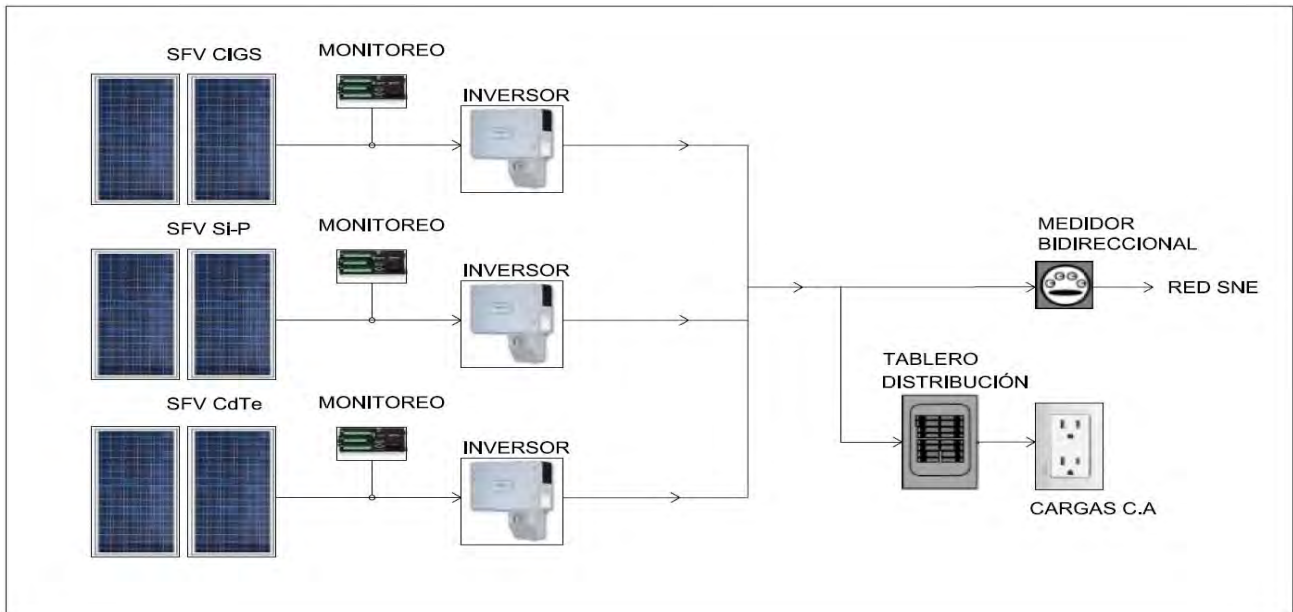 SFV CIGS
MONITOREO
INVERSOR
SFV Si-P
MONITOREO
INVERSOR
SFV CdTe
MONITOREO
INVERSOR
MEDIDOR
BIDIRECCIONAL
RED SNE
TABLERO
DISTRIBUCIÓN
CARGAS C.A